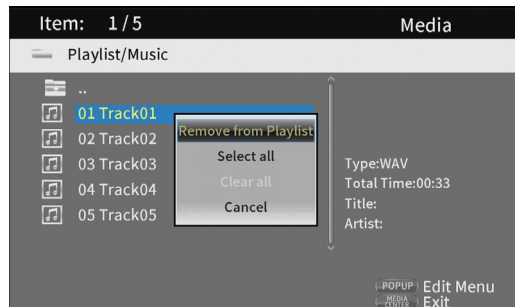 Item: 1/5 Media
Playlist/Music
..
01 Track01
02 Track02
03 Track03
04 Track04
05 Track05
Remove from Playlist
Select all
Clear all
Cancel
Type:WAV
Total Time:00:33
Title:
Artist:
POPUP Edit Menu
MEDIA CENTER Exit